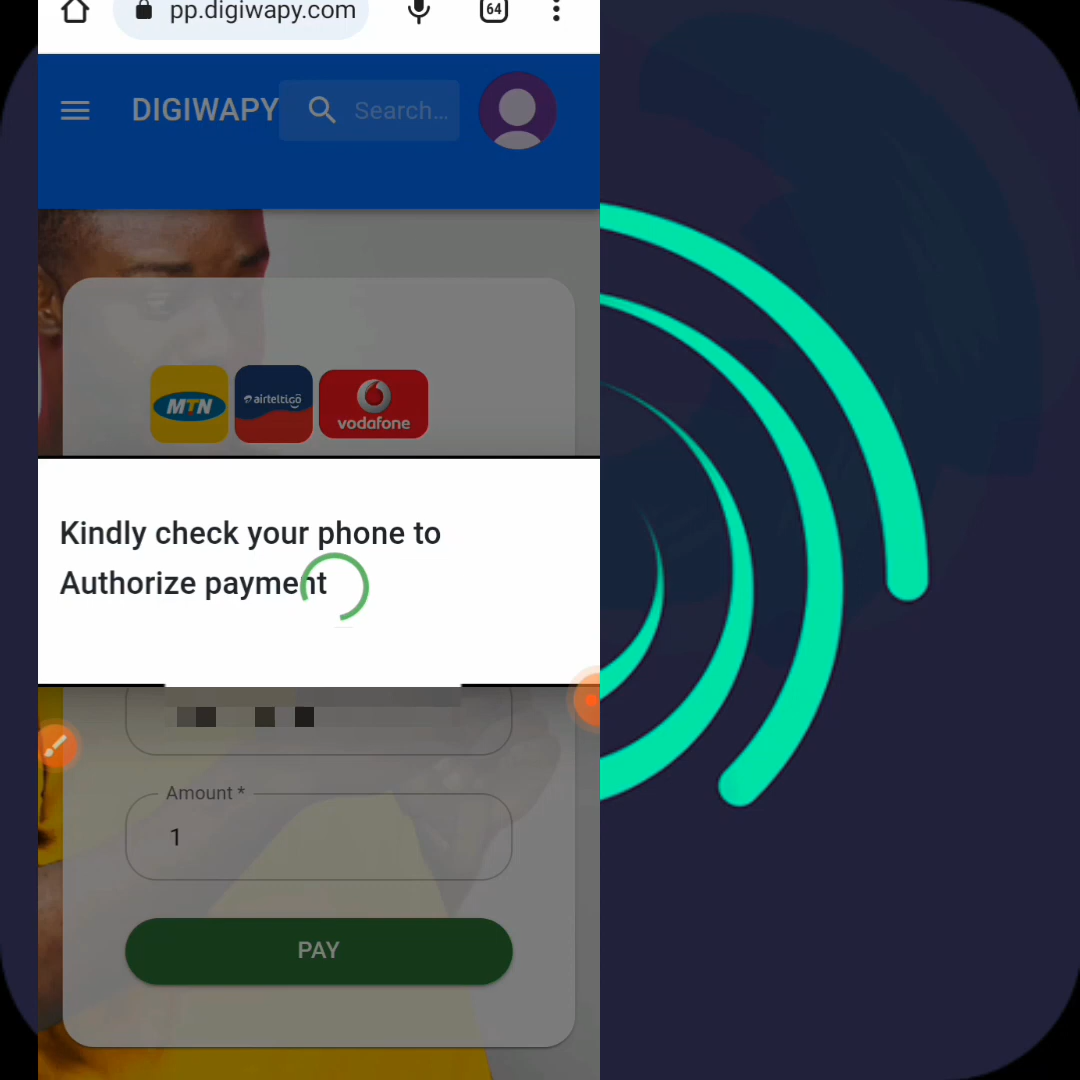 pp.digiwapy.com
64
DIGIWAPY
Search...
MTN
airteltigo
vodafone
Kindly check your phone to
Authorize payment
Amount *
1
PAY